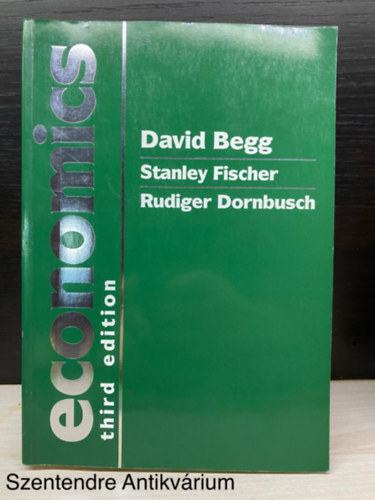 economics
third edition
David Begg
Stanley Fischer
Rudiger Dornbusch
Szentendre Antikvárium